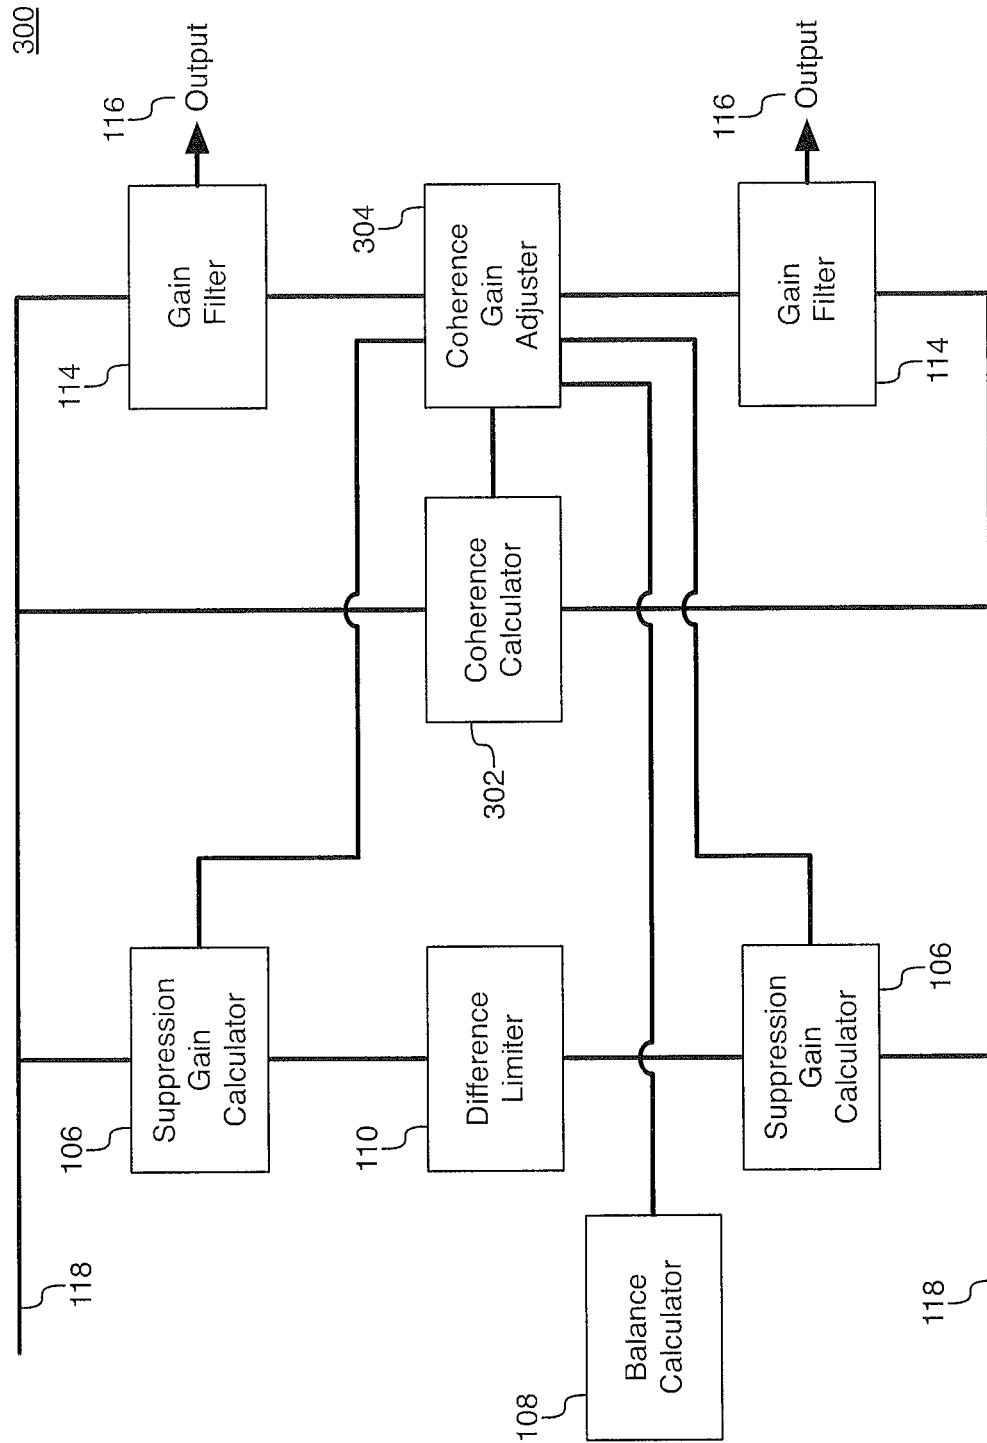 300
118
106
Suppression
Gain
Calculator
114
Gain
Filter
116
Output
110
Difference
Limiter
302
Coherence
Calculator
304
Coherence
Gain
Adjuster
108
Balance
Calculator
Suppression
Gain
Calculator
106
Gain
Filter
114
116
Output
118